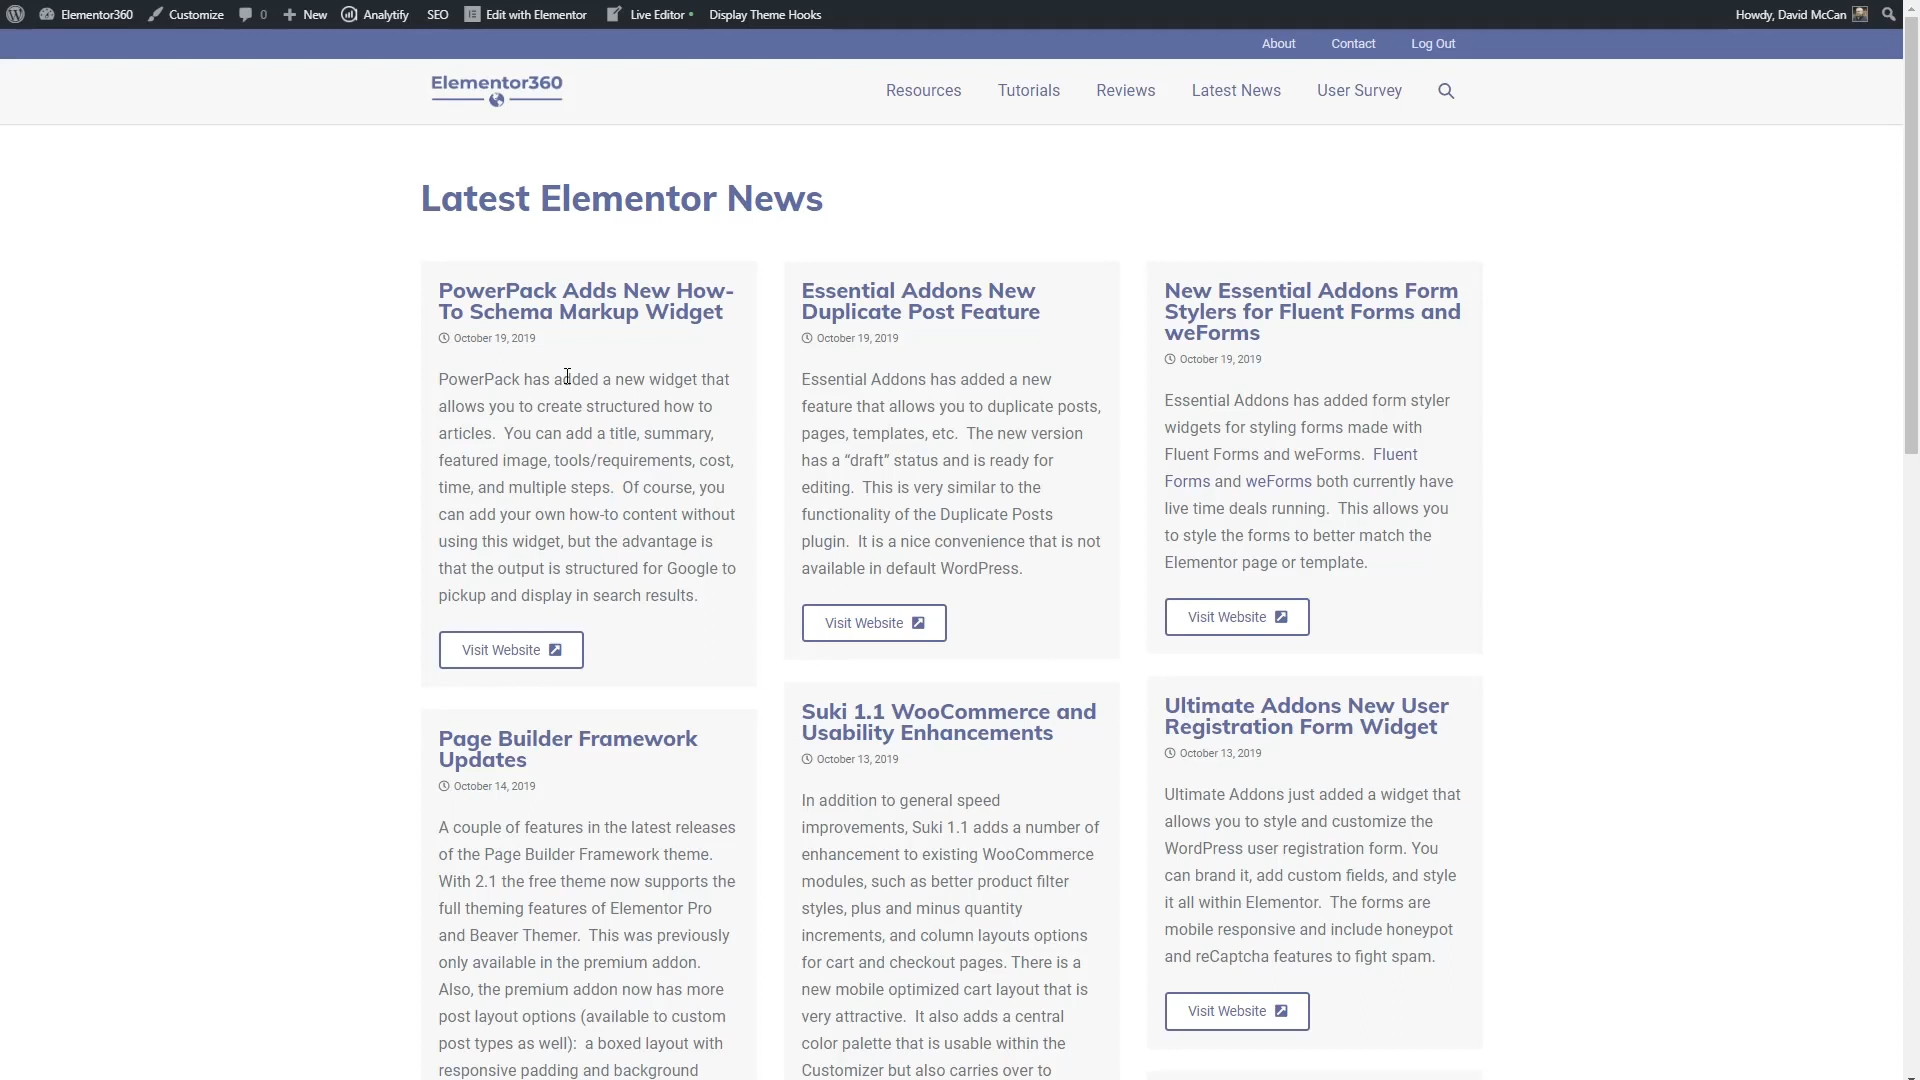 Elementor360 Customize 0 New Analytify SEO Edit with Elementor Live Editor Display Theme Hooks Howdy, David McCan
About Contact Log Out
Elementor360
Resources Tutorials Reviews Latest News User Survey
Latest Elementor News
PowerPack Adds New How-
To Schema Markup Widget
October 19, 2019
PowerPack has added a new widget that
allows you to create structured how to
articles.  You can add a title, summary,
featured image, tools/requirements, cost,
time, and multiple steps.  Of course, you
can add your own how-to content without
using this widget, but the advantage is
that the output is structured for Google to
pickup and display in search results.
Visit Website
Essential Addons New
Duplicate Post Feature
October 19, 2019
Essential Addons has added a new
feature that allows you to duplicate posts,
pages, templates, etc.  The new version
has a “draft” status and is ready for
editing.  This is very similar to the
functionality of the Duplicate Posts
plugin.  It is a nice convenience that is not
available in default WordPress.
Visit Website
New Essential Addons Form
Stylers for Fluent Forms and
weForms
October 19, 2019
Essential Addons has added form styler
widgets for styling forms made with
Fluent Forms and weForms.  Fluent
Forms and weForms both currently have
live time deals running.  This allows you
to style the forms to better match the
Elementor page or template.
Visit Website
Page Builder Framework
Updates
October 14, 2019
A couple of features in the latest releases
of the Page Builder Framework theme.
With 2.1 the free theme now supports the
full theming features of Elementor Pro
and Beaver Themer.  This was previously
only available in the premium addon.
Also, the premium addon now has more
post layout options (available to custom
post types as well):  a boxed layout with
responsive padding and background
Suki 1.1 WooCommerce and
Usability Enhancements
October 13, 2019
In addition to general speed
improvements, Suki 1.1 adds a number of
enhancement to existing WooCommerce
modules, such as better product filter
styles, plus and minus quantity
increments, and column layouts options
for cart and checkout pages. There is a
new mobile optimized cart layout that is
very attractive.  It also adds a central
color palette that is usable within the
Customizer but also carries over to
Ultimate Addons New User
Registration Form Widget
October 13, 2019
Ultimate Addons just added a widget that
allows you to style and customize the
WordPress user registration form. You
can brand it, add custom fields, and style
it all within Elementor.  The forms are
mobile responsive and include honeypot
and reCaptcha features to fight spam.
Visit Website